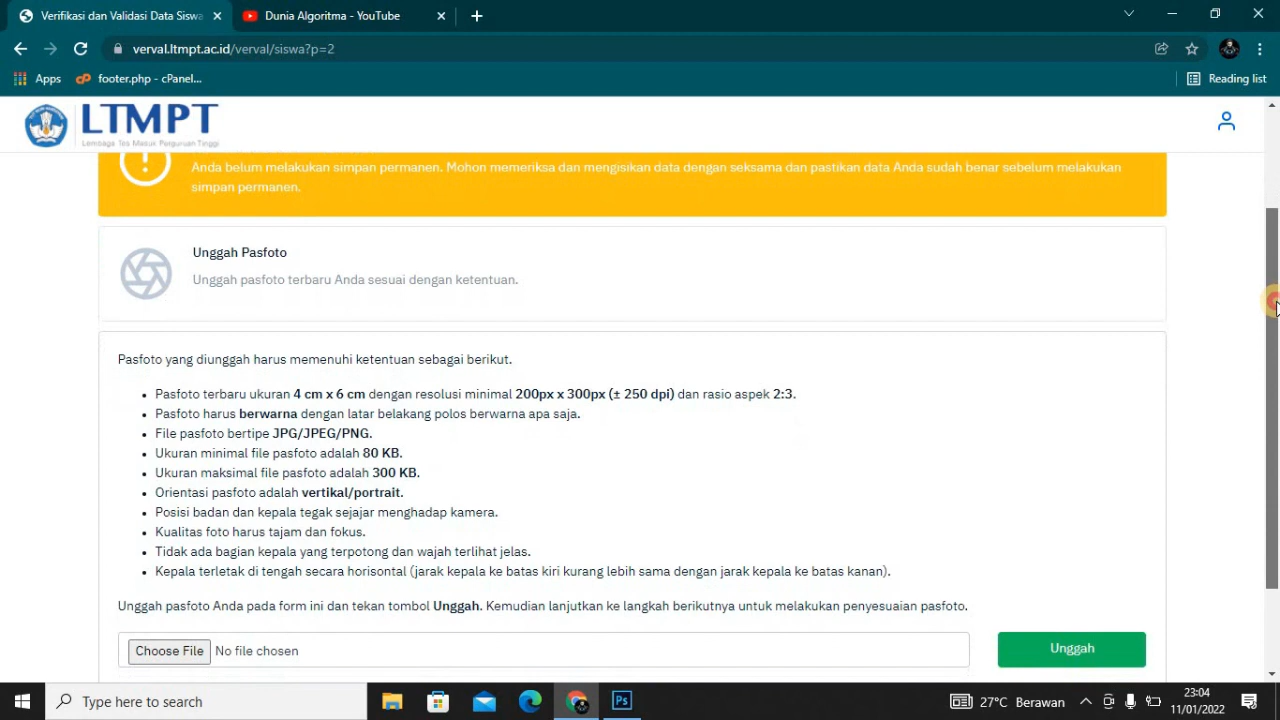 Verifikasi dan Validasi Data Siswa
Dunia Algoritma - YouTube
verval.ltmpt.ac.id/verval/siswa?p=2
Apps
footer.php - cPanel...
Reading list
LTMPT
Lembaga Tes Masuk Perguruan Tinggi
Anda belum melakukan simpan permanen. Mohon memeriksa dan mengisikan data dengan seksama dan pastikan data Anda sudah benar sebelum melakukan
simpan permanen.
Unggah Pasfoto
Unggah pasfoto terbaru Anda sesuai dengan ketentuan.
Pasfoto yang diunggah harus memenuhi ketentuan sebagai berikut.
• Pasfoto terbaru ukuran 4 cm x 6 cm dengan resolusi minimal 200px x 300px (± 250 dpi) dan rasio aspek 2:3.
• Pasfoto harus berwarna dengan latar belakang polos berwarna apa saja.
• File pasfoto bertipe JPG/JPEG/PNG.
• Ukuran minimal file pasfoto adalah 80 KB.
• Ukuran maksimal file pasfoto adalah 300 KB.
• Orientasi pasfoto adalah vertikal/portrait.
• Posisi badan dan kepala tegak sejajar menghadap kamera.
• Kualitas foto harus tajam dan fokus.
• Tidak ada bagian kepala yang terpotong dan wajah terlihat jelas.
• Kepala terletak di tengah secara horisontal (jarak kepala ke batas kiri kurang lebih sama dengan jarak kepala ke batas kanan).
Unggah pasfoto Anda pada form ini dan tekan tombol Unggah. Kemudian lanjutkan ke langkah berikutnya untuk melakukan penyesuaian pasfoto.
Choose File No file chosen
Unggah
Type here to search
Ps
27°C Berawan
23:04
11/01/2022